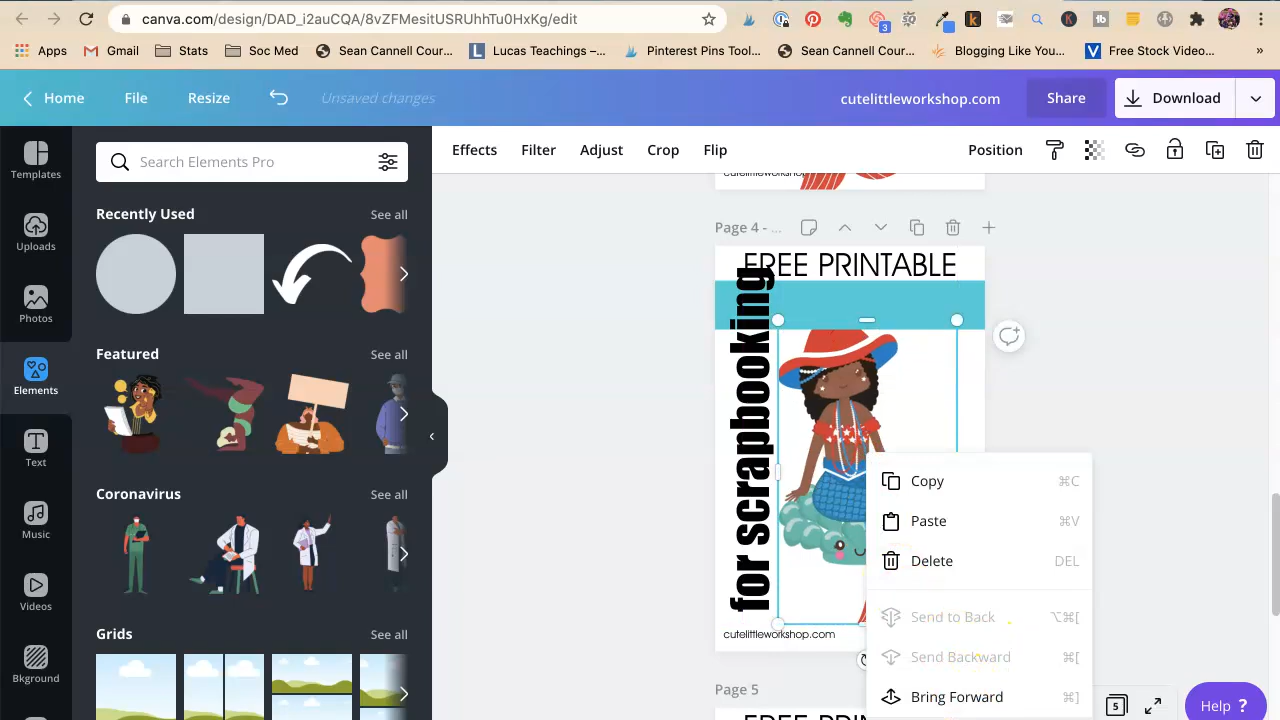 canva.com/design/DAD_i2auCQA/8vZFMesitUSRUhhTu0HxKg/edit
3
Apps
Gmail
Stats
Soc Med
Sean Cannell Cour...
Lucas Teachings –...
Pinterest Pins Tool...
Sean Cannell Cour...
Blogging Like You...
Free Stock Video...
»
Home
File
Resize
Unsaved changes
cutelittleworkshop.com
Share
Download
Templates
Uploads
Photos
Elements
Text
Music
Videos
Bkground
Search Elements Pro
Recently Used
See all
Featured
See all
Coronavirus
See all
Grids
See all
Effects
Filter
Adjust
Crop
Flip
Position
Page 4 - ...
FREE PRINTABLE
for scrapbooking
cutelittleworkshop.com
Copy ⌘C
Paste ⌘V
Delete DEL
Send to Back ⌥⌘[
Send Backward ⌘[
Bring Forward ⌘]
Page 5
5
Help ?